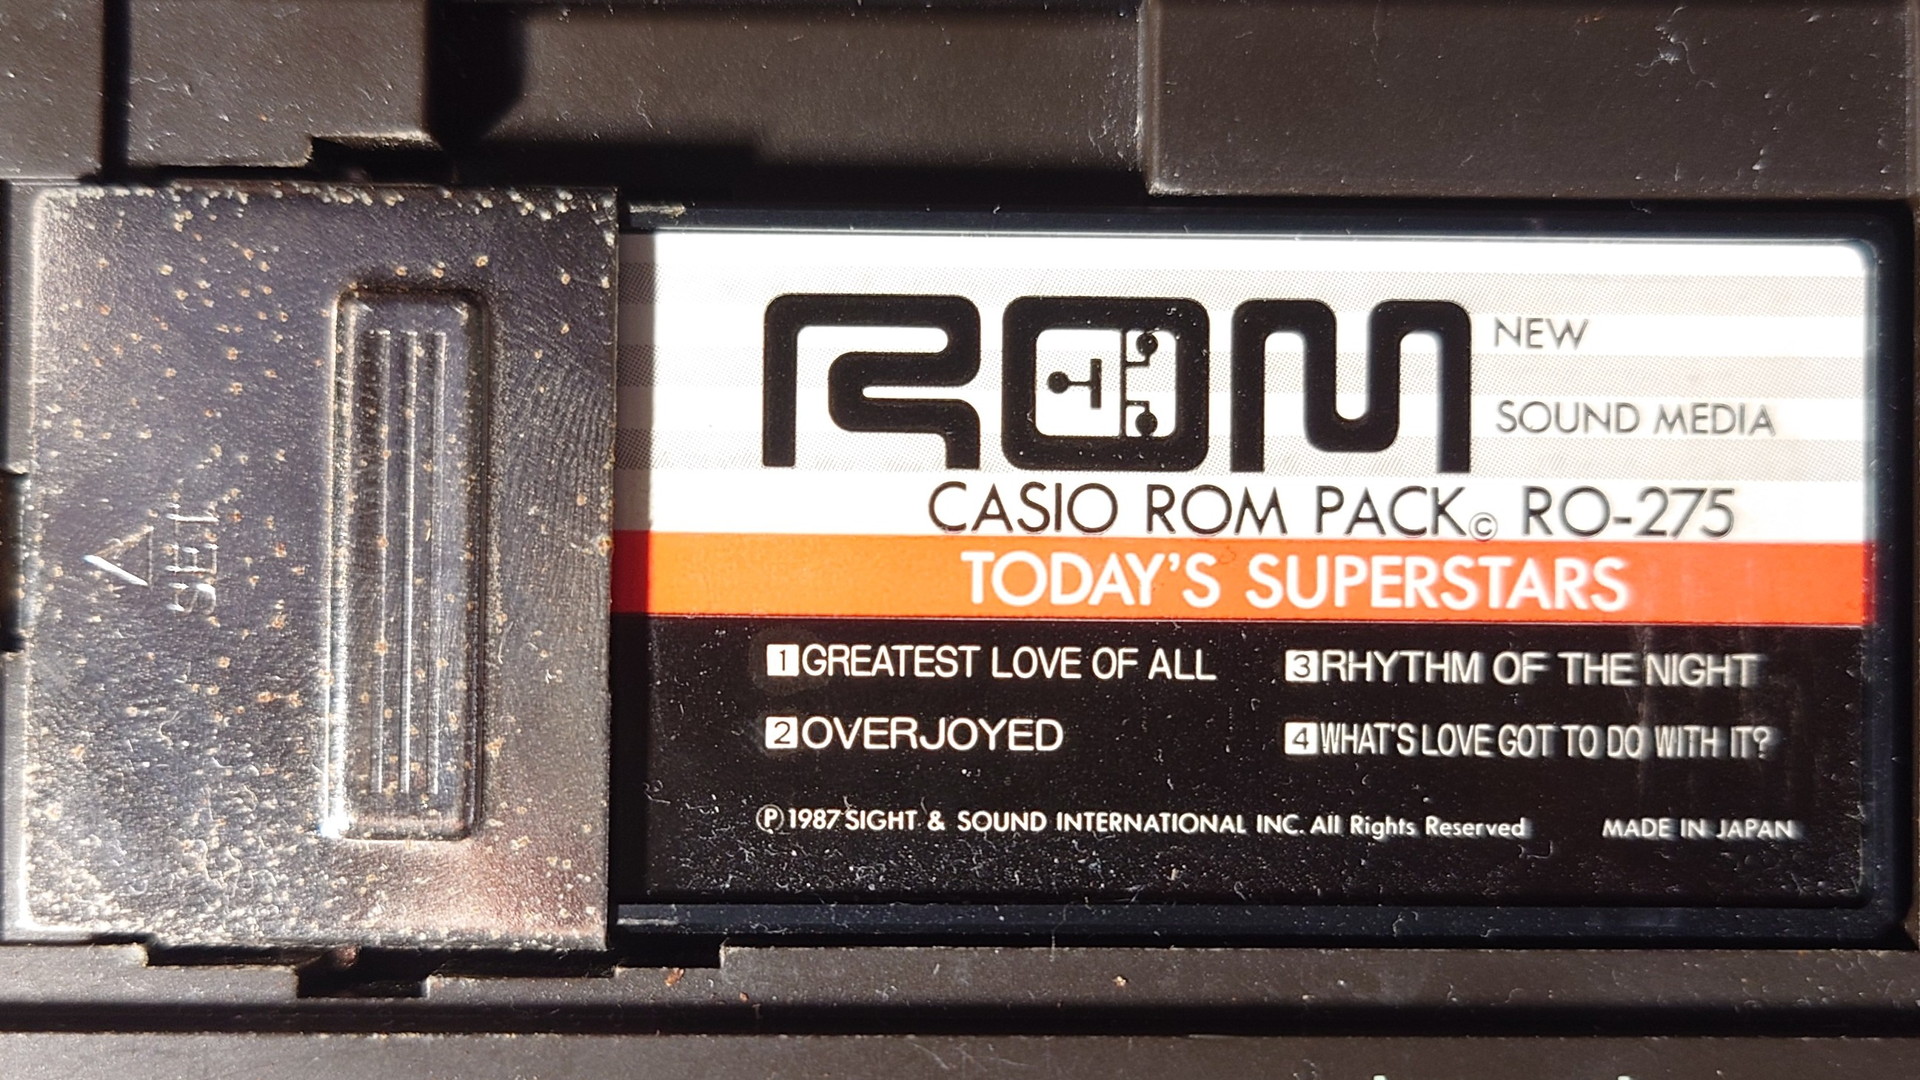 △
SET
ROM
NEW
SOUND MEDIA
CASIO ROM PACK© RO-275
TODAY'S SUPERSTARS
1 GREATEST LOVE OF ALL
2 OVERJOYED
3 RHYTHM OF THE NIGHT
4 WHAT'S LOVE GOT TO DO WITH IT?
Ⓟ1987 SIGHT & SOUND INTERNATIONAL INC. All Rights Reserved
MADE IN JAPAN